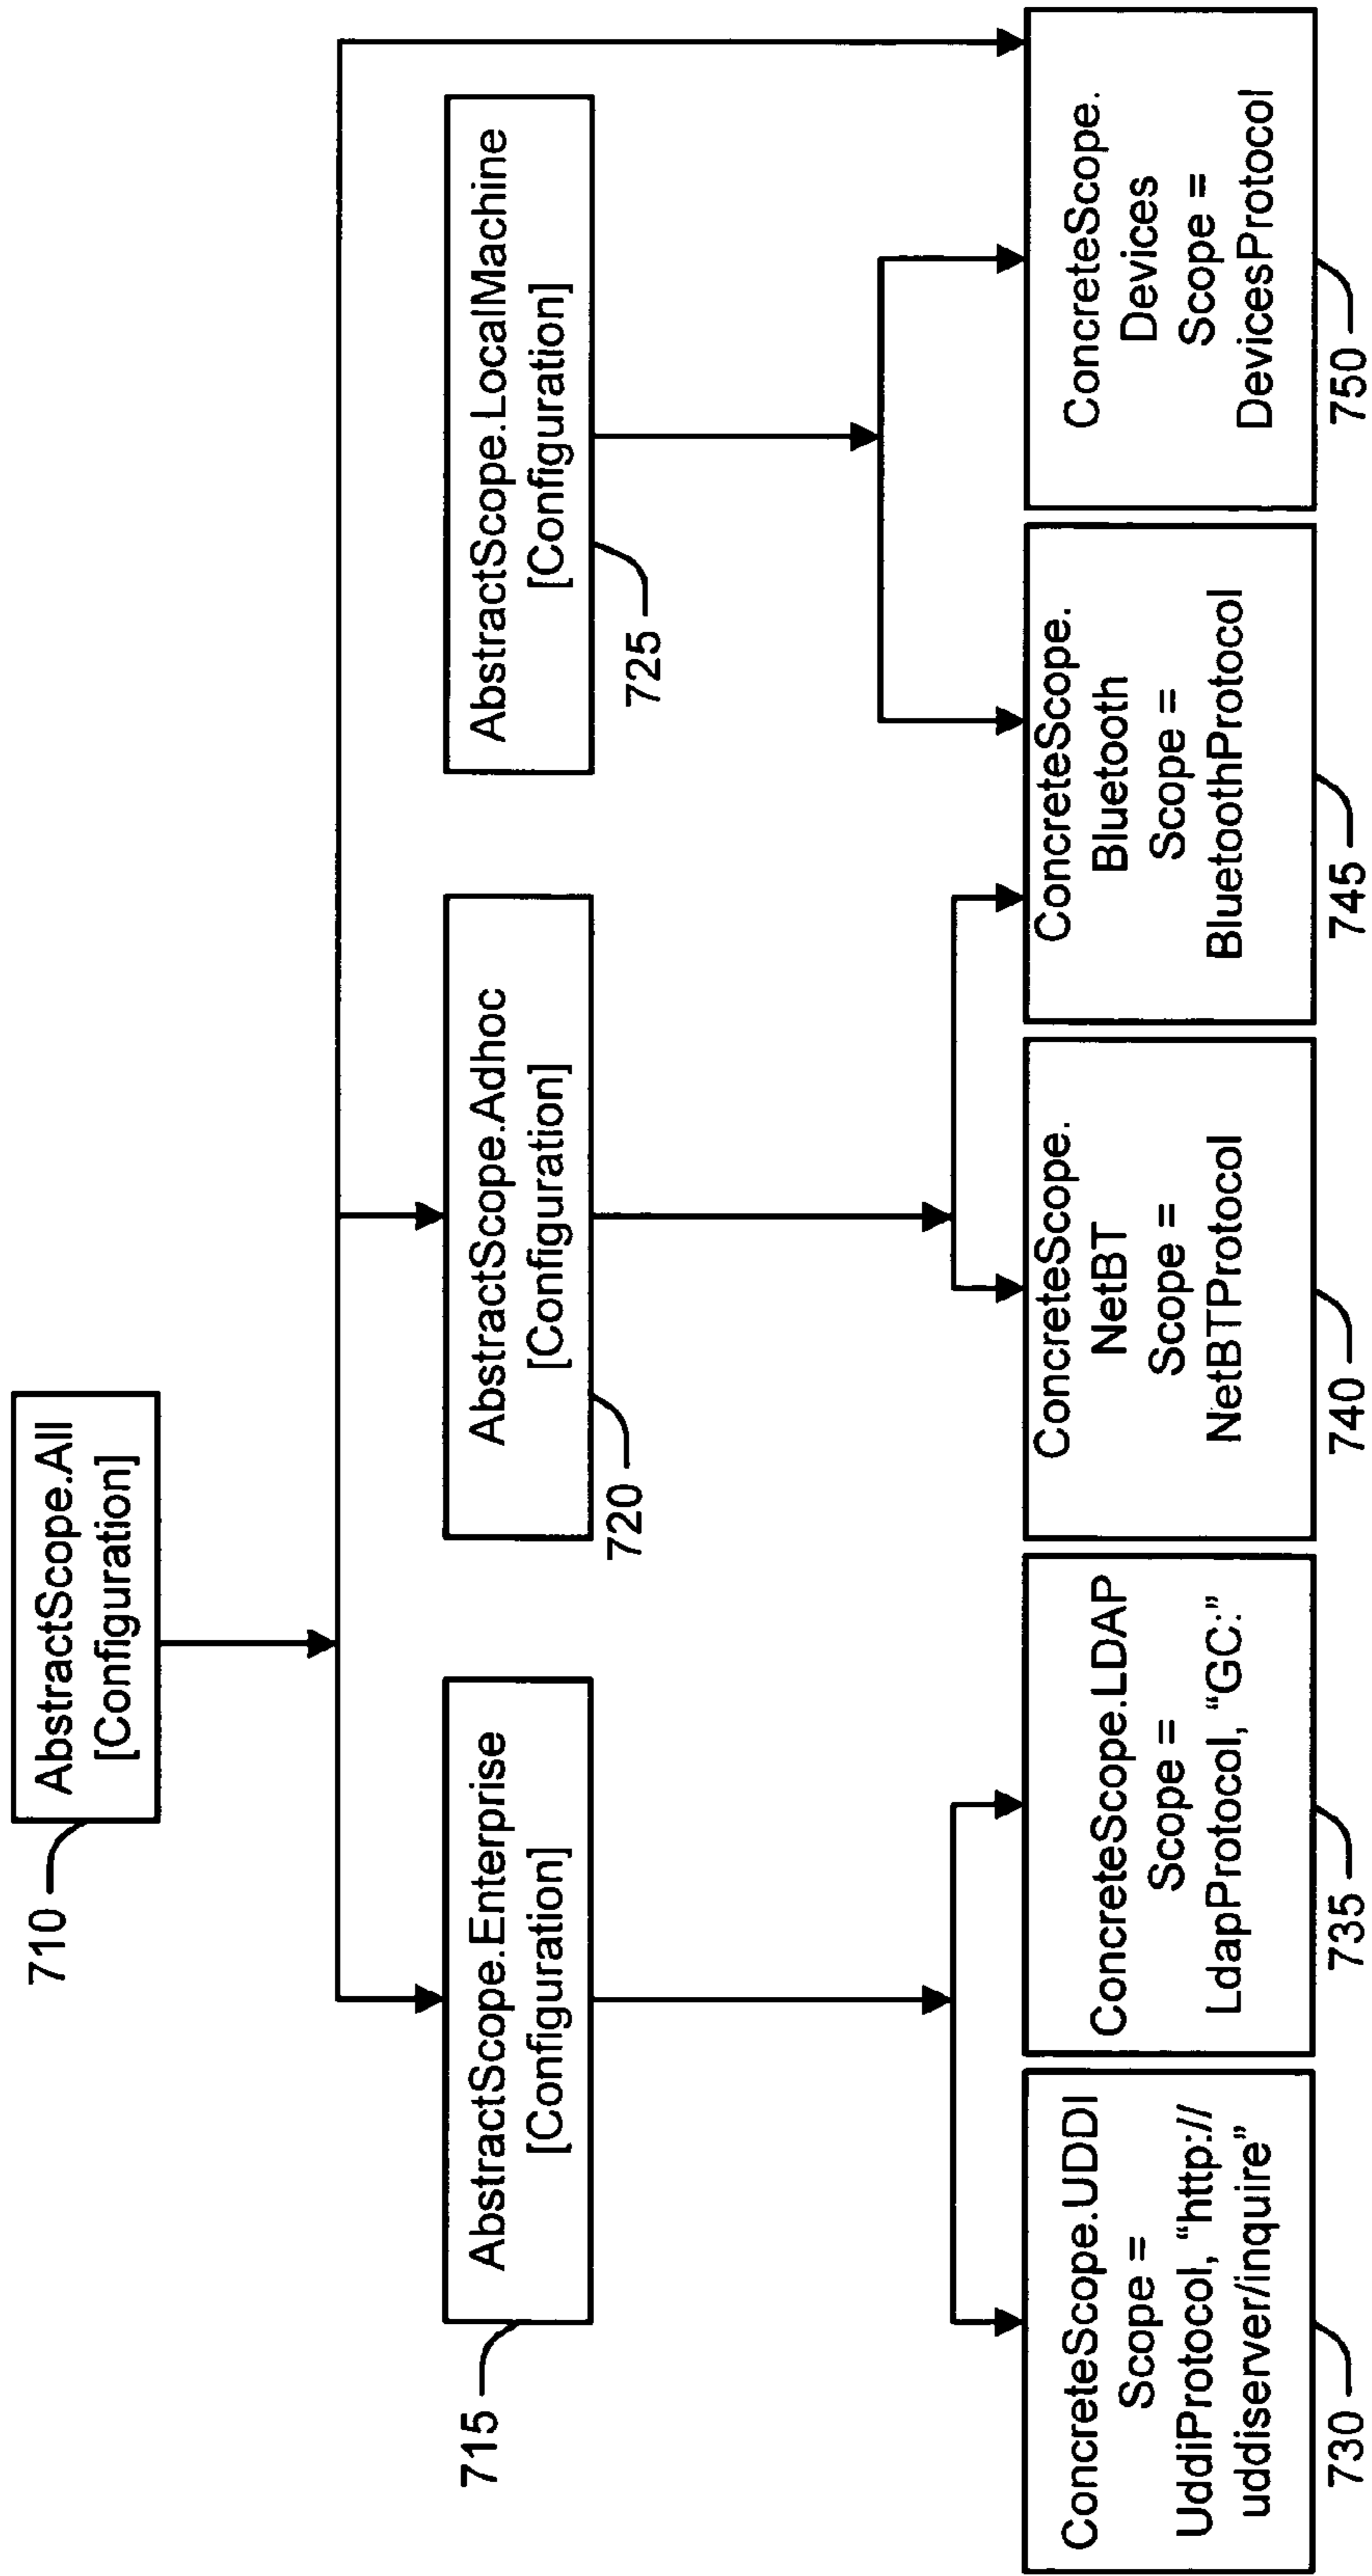 AbstractScope.All
[Configuration]
710
AbstractScope.Enterprise
[Configuration]
715
AbstractScope.Adhoc
[Configuration]
720
AbstractScope.LocalMachine
[Configuration]
725
ConcreteScope.UDDI
Scope =
UddiProtocol, “http://
uddiserver/inquire”
730
ConcreteScope.LDAP
Scope =
LdapProtocol, “GC:”
735
ConcreteScope.
NetBT
Scope =
NetBTProtocol
740
ConcreteScope.
Bluetooth
Scope =
BluetoothProtocol
745
ConcreteScope.
Devices
Scope =
DevicesProtocol
750